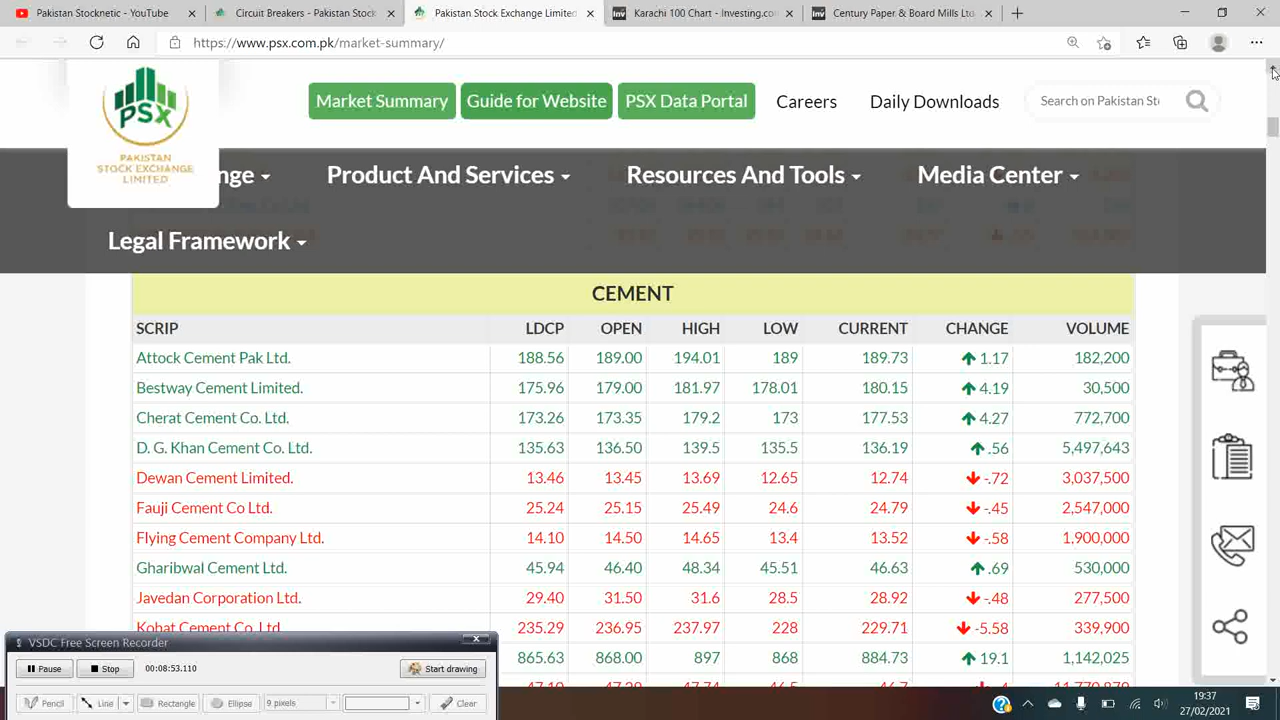 Pakistan Stocknetic - YouTube
Circuit Breakers - Pakistan Stock
Pakistan Stock Exchange Limited
Inv Karachi 100 Chart - Investing.co
Inv Century Paper & Board Mills Ltd
https://www.psx.com.pk/market-summary/
PSX
PAKISTAN
STOCK EXCHANGE
LIMITED
Market Summary Guide for Website PSX Data Portal Careers Daily Downloads Search on Pakistan St
nge Product And Services Resources And Tools Media Center
Legal Framework
CEMENT
SCRIP LDCP OPEN HIGH LOW CURRENT CHANGE VOLUME
Attock Cement Pak Ltd. 188.56 189.00 194.01 189 189.73 1.17 182,200
Bestway Cement Limited. 175.96 179.00 181.97 178.01 180.15 4.19 30,500
Cherat Cement Co. Ltd. 173.26 173.35 179.2 173 177.53 4.27 772,700
D. G. Khan Cement Co. Ltd. 135.63 136.50 139.5 135.5 136.19 .56 5,497,643
Dewan Cement Limited. 13.46 13.45 13.69 12.65 12.74 -.72 3,037,500
Fauji Cement Co Ltd. 25.24 25.15 25.49 24.6 24.79 -.45 2,547,000
Flying Cement Company Ltd. 14.10 14.50 14.65 13.4 13.52 -.58 1,900,000
Gharibwal Cement Ltd. 45.94 46.40 48.34 45.51 46.63 .69 530,000
Javedan Corporation Ltd. 29.40 31.50 31.6 28.5 28.92 -.48 277,500
Kohat Cement Co. Ltd. 235.29 236.95 237.97 228 229.71 -5.58 339,900
865.63 868.00 897 868 884.73 19.1 1,142,025
VSDC Free Screen Recorder
Pause Stop 00:08:53.110 Start drawing
Pencil Line Rectangle Ellipse 9 pixels Clear
19:37
27/02/2021